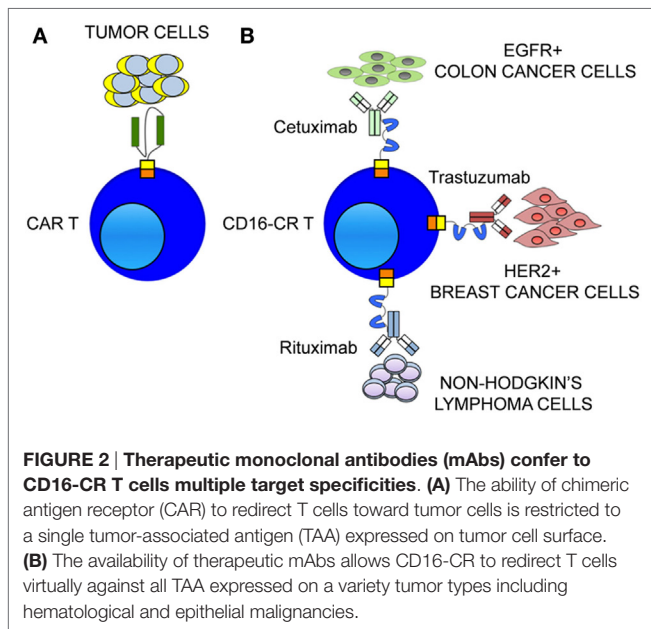 A
TUMOR CELLS
CAR T
B
EGFR+
COLON CANCER CELLS
Cetuximab
Trastuzumab
CD16-CR T
HER2+
BREAST CANCER CELLS
Rituximab
NON-HODGKIN'S
LYMPHOMA CELLS
FIGURE 2 | Therapeutic monoclonal antibodies (mAbs) confer to
CD16-CR T cells multiple target specificities. (A) The ability of chimeric
antigen receptor (CAR) to redirect T cells toward tumor cells is restricted to
a single tumor-associated antigen (TAA) expressed on tumor cell surface.
(B) The availability of therapeutic mAbs allows CD16-CR to redirect T cells
virtually against all TAA expressed on a variety tumor types including
hematological and epithelial malignancies.